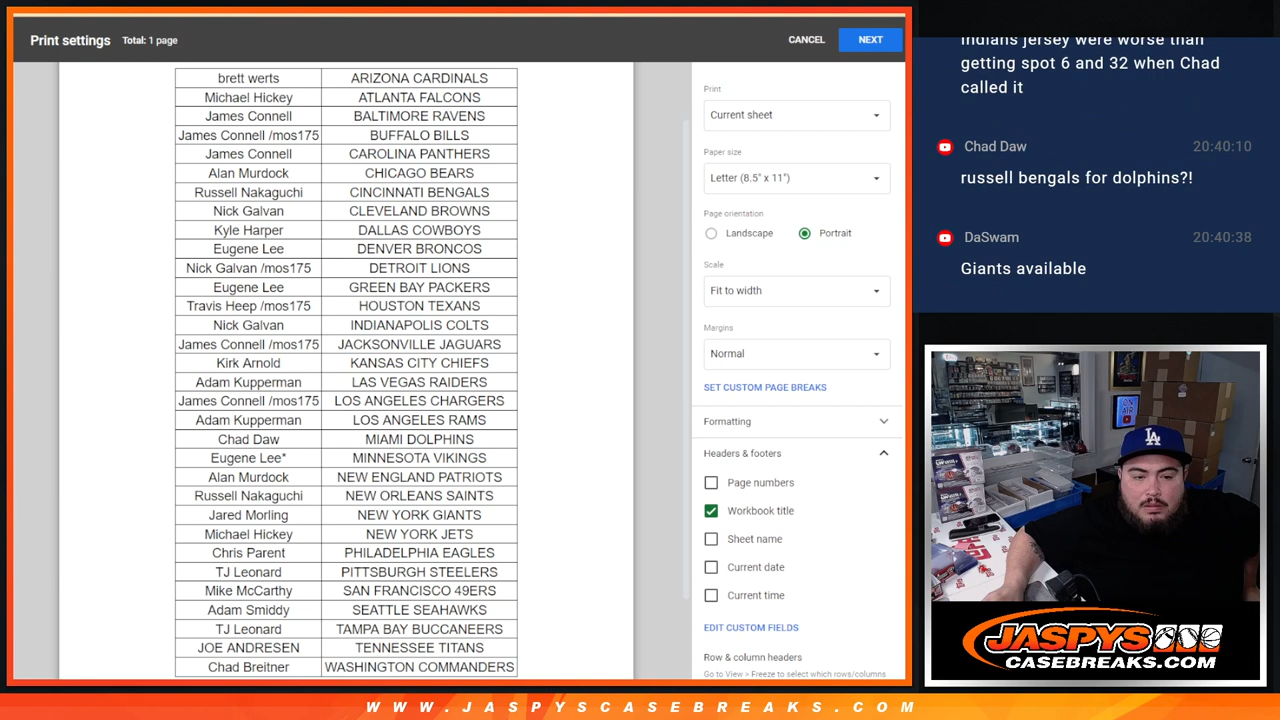 Print settings Total: 1 page CANCEL NEXT
brett werts ARIZONA CARDINALS
Michael Hickey ATLANTA FALCONS
James Connell BALTIMORE RAVENS
James Connell /mos175 BUFFALO BILLS
James Connell CAROLINA PANTHERS
Alan Murdock CHICAGO BEARS
Russell Nakaguchi CINCINNATI BENGALS
Nick Galvan CLEVELAND BROWNS
Kyle Harper DALLAS COWBOYS
Eugene Lee DENVER BRONCOS
Nick Galvan /mos175 DETROIT LIONS
Eugene Lee GREEN BAY PACKERS
Travis Heep /mos175 HOUSTON TEXANS
Nick Galvan INDIANAPOLIS COLTS
James Connell /mos175 JACKSONVILLE JAGUARS
Kirk Arnold KANSAS CITY CHIEFS
Adam Kupperman LAS VEGAS RAIDERS
James Connell /mos175 LOS ANGELES CHARGERS
Adam Kupperman LOS ANGELES RAMS
Chad Daw MIAMI DOLPHINS
Eugene Lee* MINNESOTA VIKINGS
Alan Murdock NEW ENGLAND PATRIOTS
Russell Nakaguchi NEW ORLEANS SAINTS
Jared Morling NEW YORK GIANTS
Michael Hickey NEW YORK JETS
Chris Parent PHILADELPHIA EAGLES
TJ Leonard PITTSBURGH STEELERS
Mike McCarthy SAN FRANCISCO 49ERS
Adam Smiddy SEATTLE SEAHAWKS
TJ Leonard TAMPA BAY BUCCANEERS
JOE ANDRESEN TENNESSEE TITANS
Chad Breitner WASHINGTON COMMANDERS
Print
Current sheet
Paper size
Letter (8.5" x 11")
Page orientation
Landscape Portrait
Scale
Fit to width
Margins
Normal
SET CUSTOM PAGE BREAKS
Formatting
Headers & footers
Page numbers
Workbook title
Sheet name
Current date
Current time
EDIT CUSTOM FIELDS
Row & column headers
Go to View > Freeze to select which rows/columns
indians jersey were worse than
getting spot 6 and 32 when Chad
called it
Chad Daw 20:40:10
russell bengals for dolphins?!
DaSwam 20:40:38
Giants available
ON
AIR
LA
JASPYS
CASEBREAKS.COM
WWW.JASPYSCASEBREAKS.COM